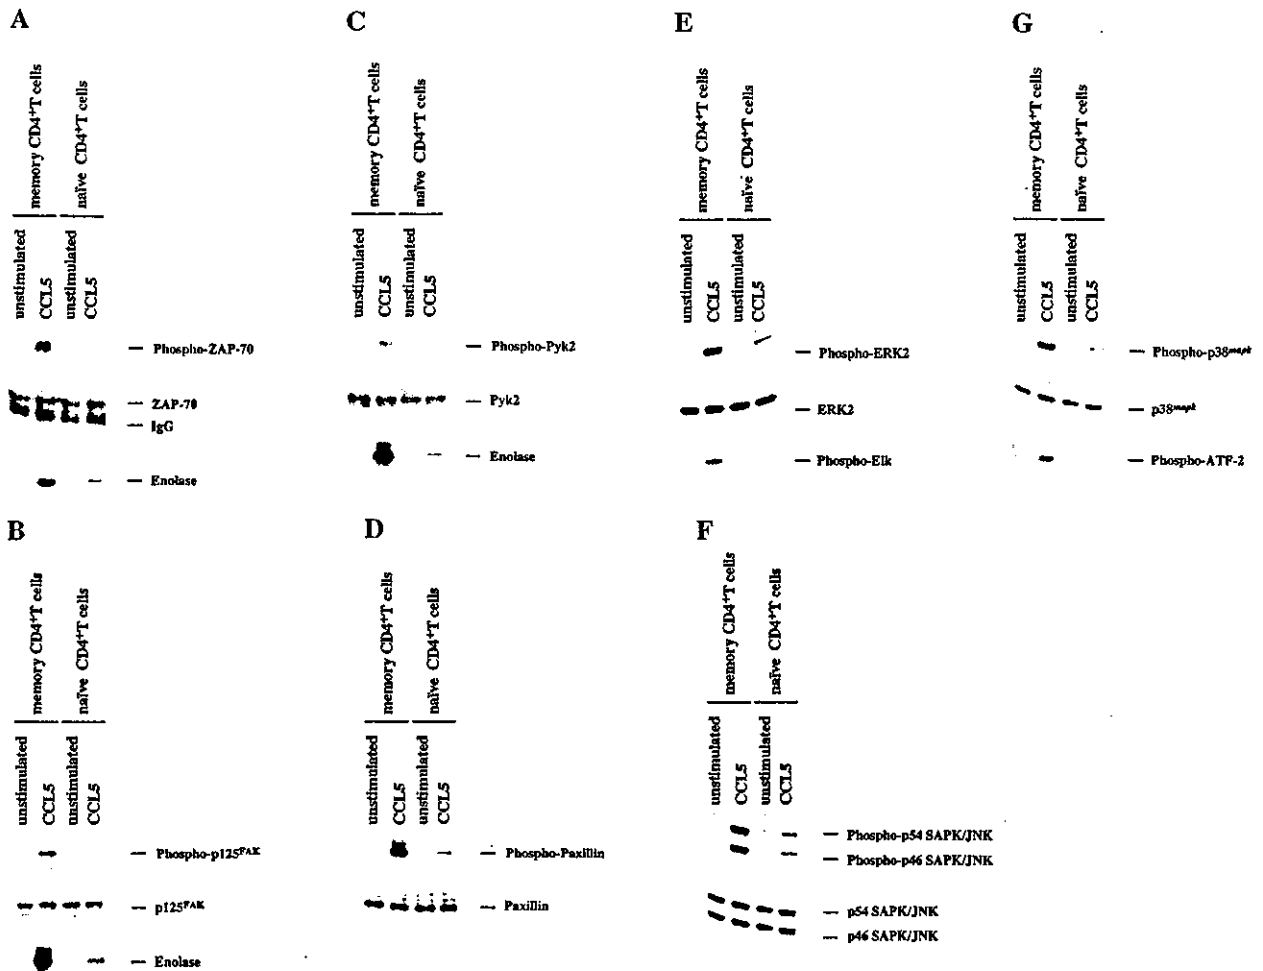 A
memory CD4+T cells
naïve CD4+T cells
unstimulated
CCL5
unstimulated
CCL5
Phospho-ZAP-70
ZAP-70
IgG
Enolase
C
memory CD4+T cells
naïve CD4+T cells
unstimulated
CCL5
unstimulated
CCL5
Phospho-Pyk2
Pyk2
Enolase
E
memory CD4+T cells
naïve CD4+T cells
unstimulated
CCL5
unstimulated
CCL5
Phospho-ERK2
ERK2
Phospho-Elk
G
memory CD4+T cells
naïve CD4+T cells
unstimulated
CCL5
unstimulated
CCL5
Phospho-p38mapk
p38mapk
Phospho-ATF-2
B
memory CD4+T cells
naïve CD4+T cells
unstimulated
CCL5
unstimulated
CCL5
Phospho-p125FAK
p125FAK
Enolase
D
memory CD4+T cells
naïve CD4+T cells
unstimulated
CCL5
unstimulated
CCL5
Phospho-Paxillin
Paxillin
F
memory CD4+T cells
naïve CD4+T cells
unstimulated
CCL5
unstimulated
CCL5
Phospho-p54 SAPK/JNK
Phospho-p46 SAPK/JNK
p54 SAPK/JNK
p46 SAPK/JNK